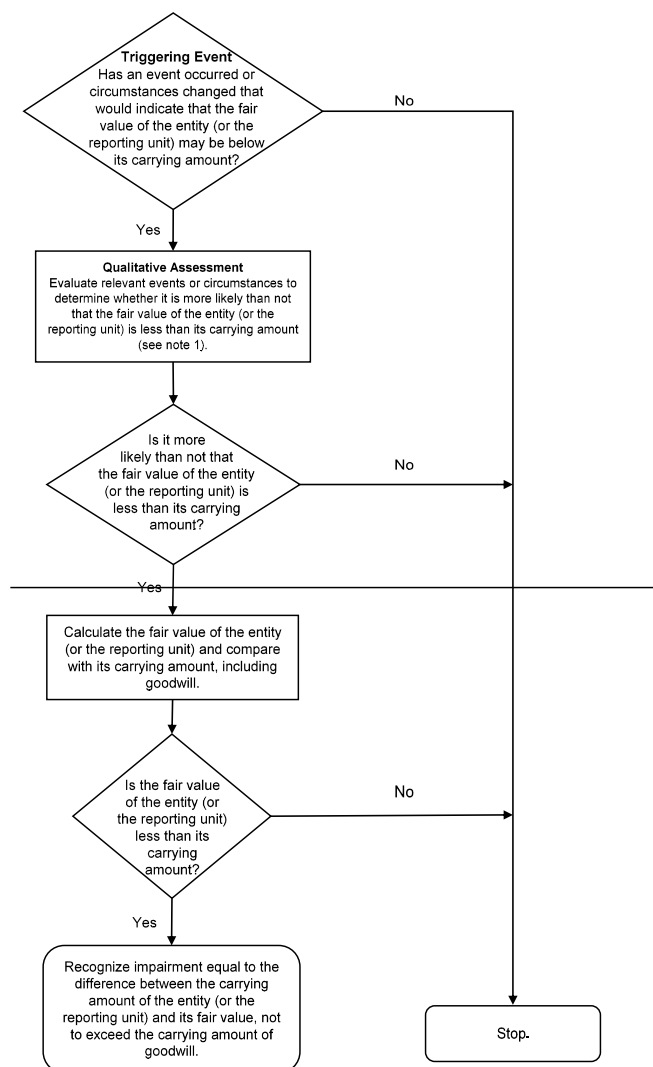 Triggering Event
Has an event occurred or
circumstances changed that
would indicate that the fair
value of the entity (or the
reporting unit) may be below
its carrying amount?
No
Yes
Qualitative Assessment
Evaluate relevant events or circumstances to
determine whether it is more likely than not
that the fair value of the entity (or the
reporting unit) is less than its carrying amount
(see note 1).
Is it more
likely than not that
the fair value of the entity
(or the reporting unit) is
less than its carrying
amount?
No
Yes
Calculate the fair value of the entity
(or the reporting unit) and compare
with its carrying amount, including
goodwill.
Is the fair value
of the entity (or
the reporting unit)
less than its
carrying
amount?
No
Yes
Recognize impairment equal to the
difference between the carrying
amount of the entity (or the
reporting unit) and its fair value, not
to exceed the carrying amount of
goodwill.
Stop.